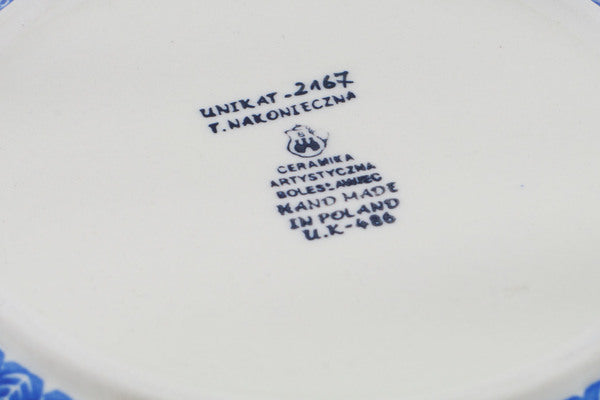 UNIKAT-2167
T. NAKONIECZNA
CERAMIKA
ARTYSTYCZNA
BOLESŁAWIEC
HAND MADE
IN POLAND
U.K-486